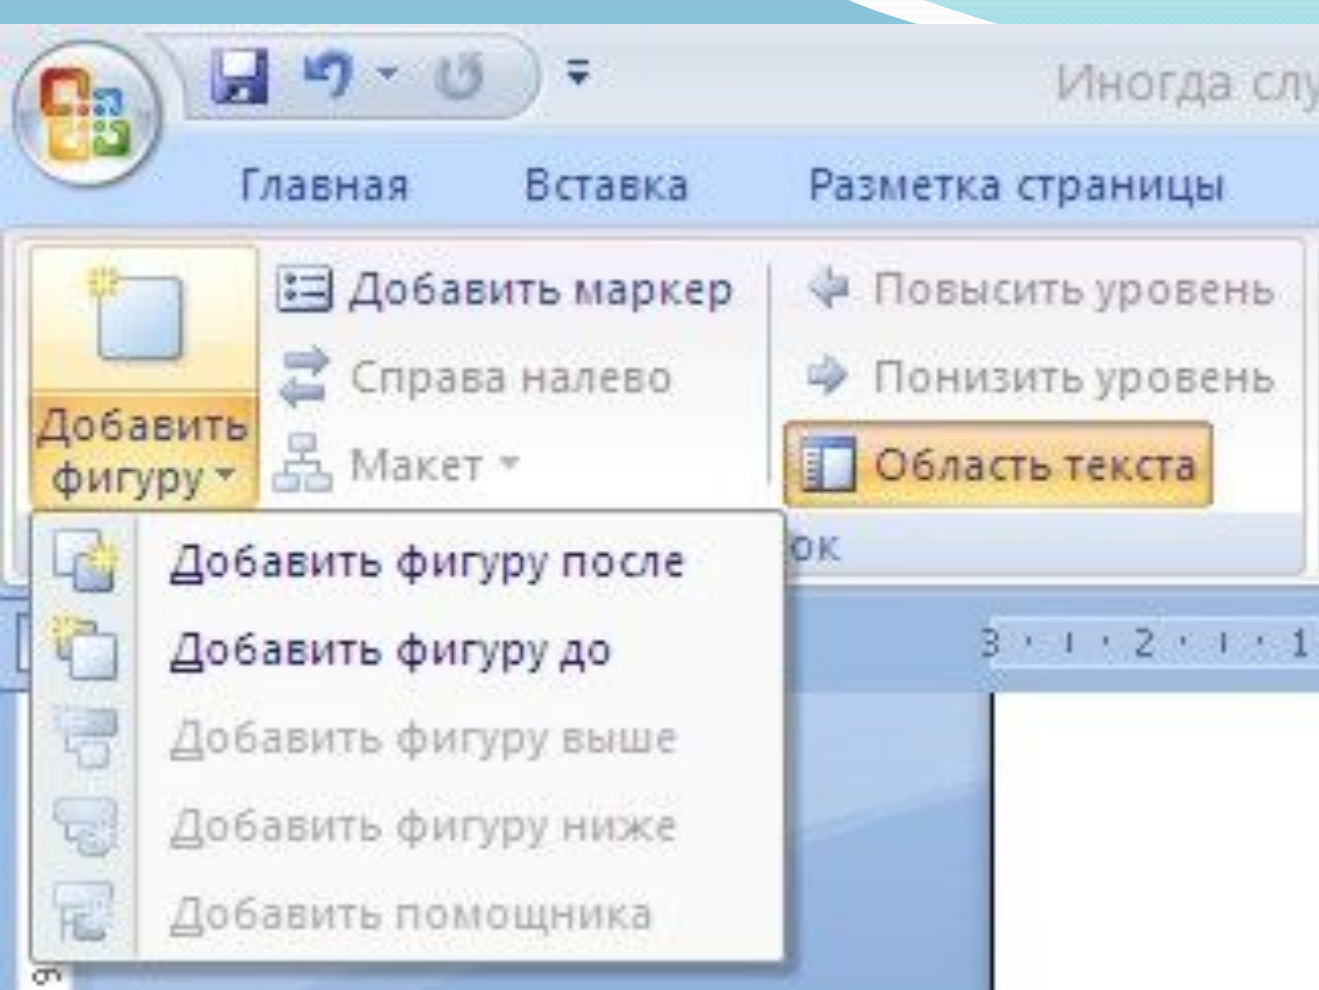 Иногда слу
Главная Вставка Разметка страницы
Добавить фигуру
Добавить маркер
Справа налево
Макет
Повысить уровень
Понизить уровень
Область текста
ок
Добавить фигуру после
Добавить фигуру до
Добавить фигуру выше
Добавить фигуру ниже
Добавить помощника
3 · ı · 2 · ı · 1
6